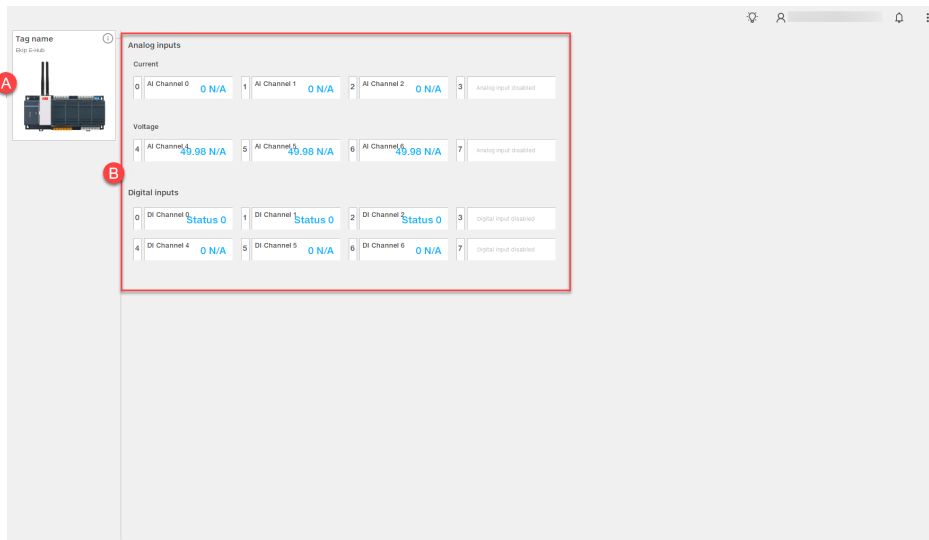 Tag name
Ekip E-Hub
A
B
Analog inputs
Current
0 AI Channel 0 0 N/A
1 AI Channel 1 0 N/A
2 AI Channel 2 0 N/A
3 Analog input disabled
Voltage
4 AI Channel 4 49.98 N/A
5 AI Channel 5 49.98 N/A
6 AI Channel 6 49.98 N/A
7 Analog input disabled
Digital inputs
0 DI Channel 0 Status 0
1 DI Channel 1 Status 0
2 DI Channel 2 Status 0
3 Digital input disabled
4 DI Channel 4 0 N/A
5 DI Channel 5 0 N/A
6 DI Channel 6 0 N/A
7 Digital input disabled